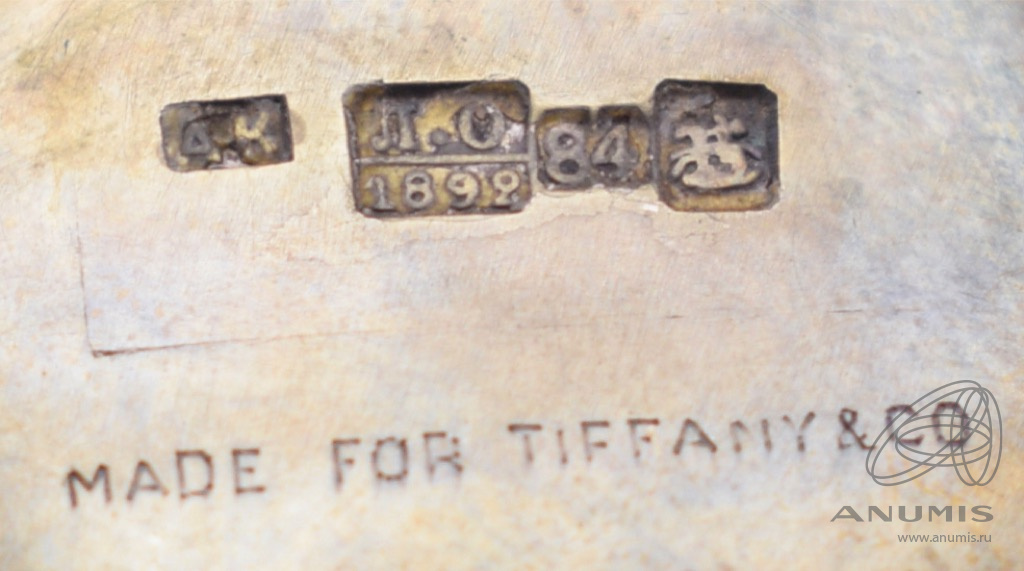 А·К
Л·О 84
1892
MADE FOR TIFFANY & CO
ANUMIS
www.anumis.ru